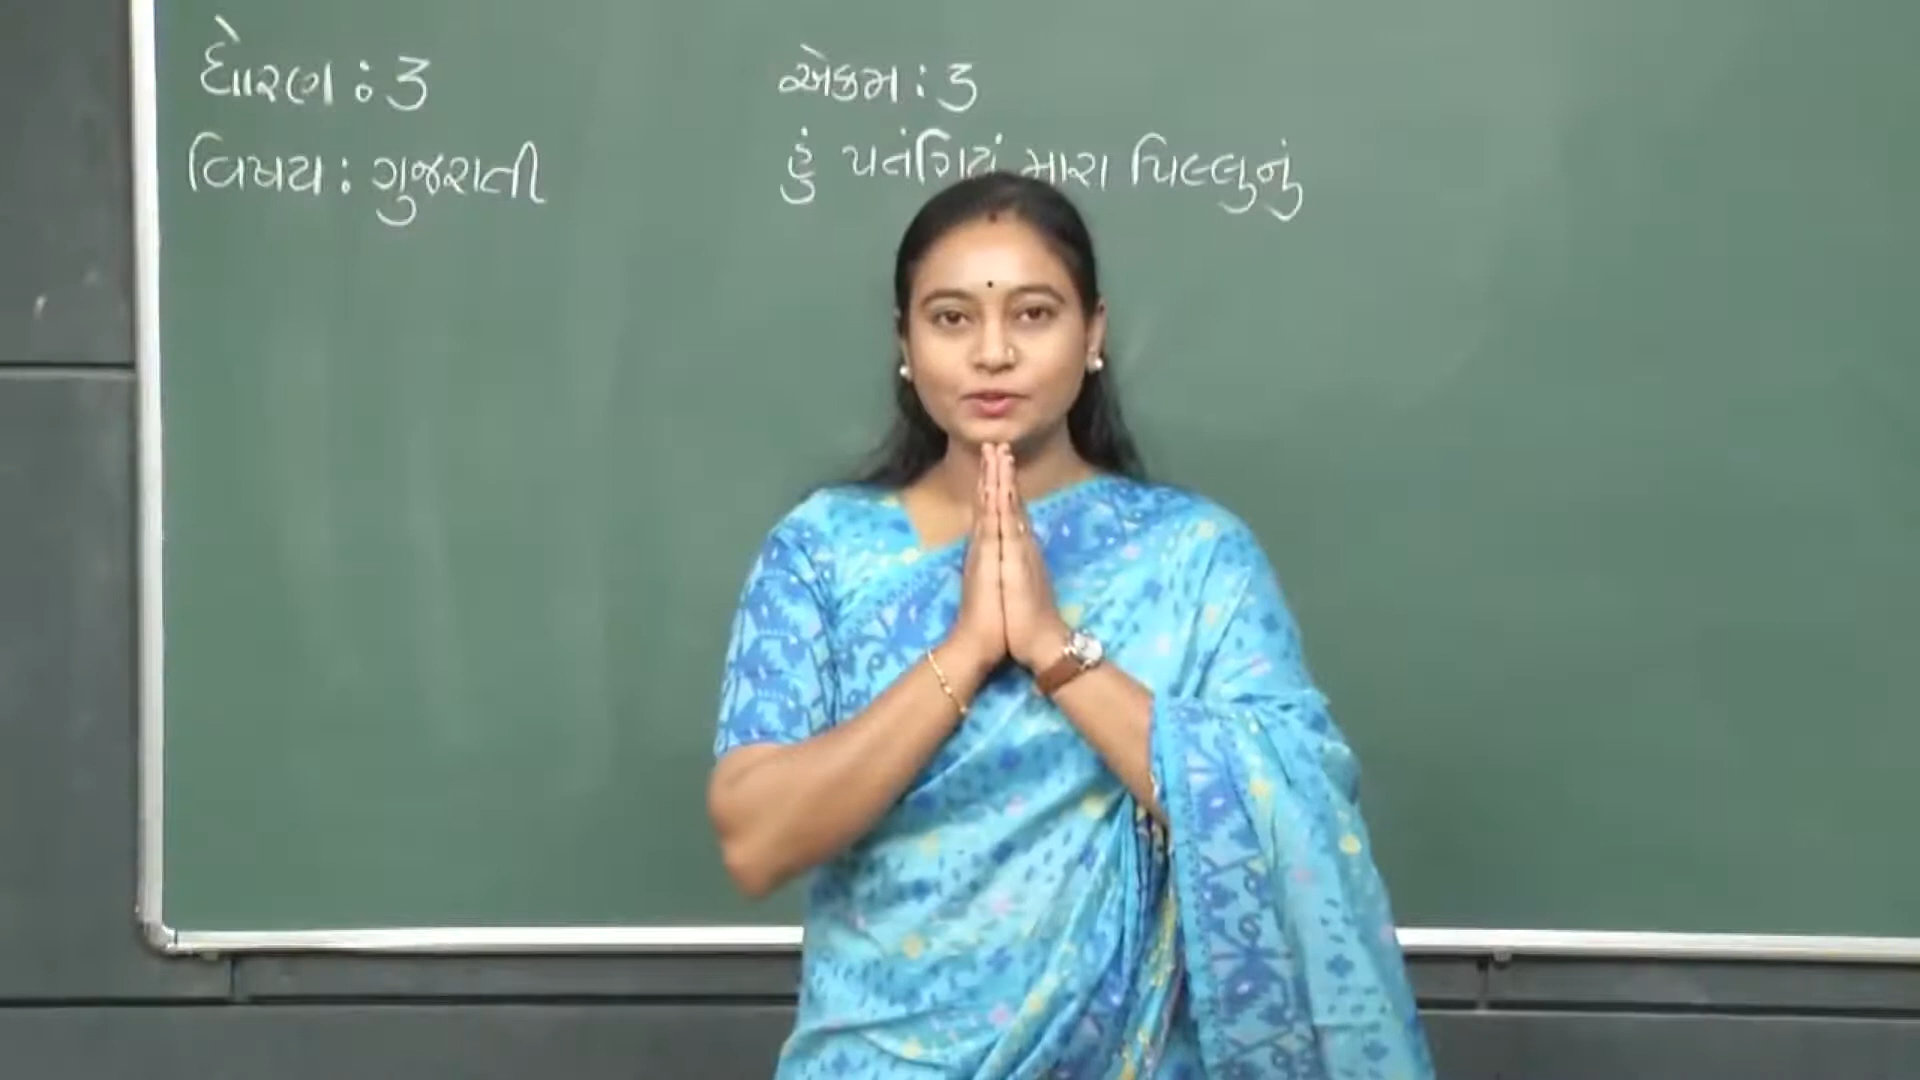 ધોરણ : 3
વિષય : ગુજરાતી
એકમ : 3
હું પતંગિયું મારા પિલ્લુનું